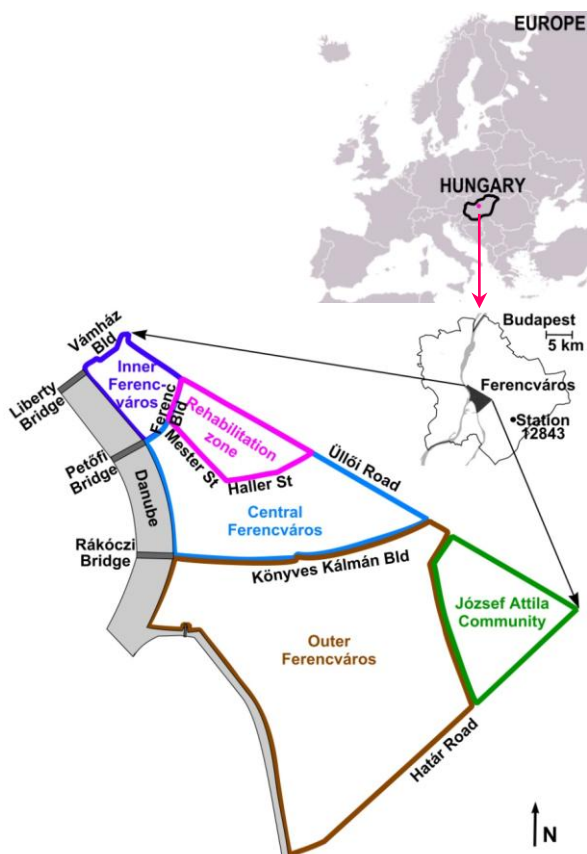 EUROPE
HUNGARY
Budapest
5 km
Ferencváros
Station
12843
Vámház
Bld
Liberty
Bridge
Inner
Ferenc-
város
Ferenc
Bld
Rehabilitation
zone
Petőfi
Bridge
Mester St
Haller St
Üllői Road
Danube
Central
Ferencváros
Rákóczi
Bridge
Könyves Kálmán Bld
József Attila
Community
Outer
Ferencváros
Határ Road
N